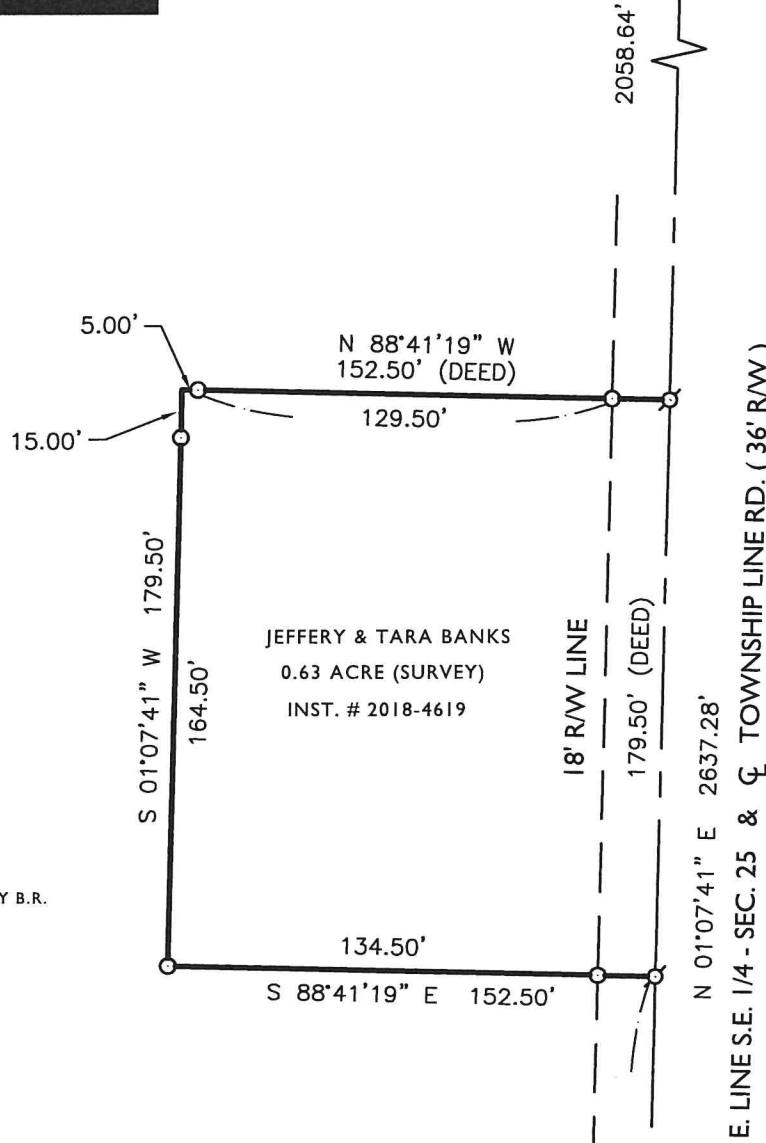 2058.64'
5.00'
N 88°41'19" W
152.50' (DEED)
129.50'
15.00'
S 01°07'41" W 179.50'
164.50'
JEFFERY & TARA BANKS
0.63 ACRE (SURVEY)
INST. # 2018-4619
18' R/W LINE
179.50' (DEED)
N 01°07'41" E 2637.28'
E. LINE S.E. 1/4 - SEC. 25 & ℄ TOWNSHIP LINE RD. ( 36' R/W )
Y B.R.
134.50'
S 88°41'19" E 152.50'